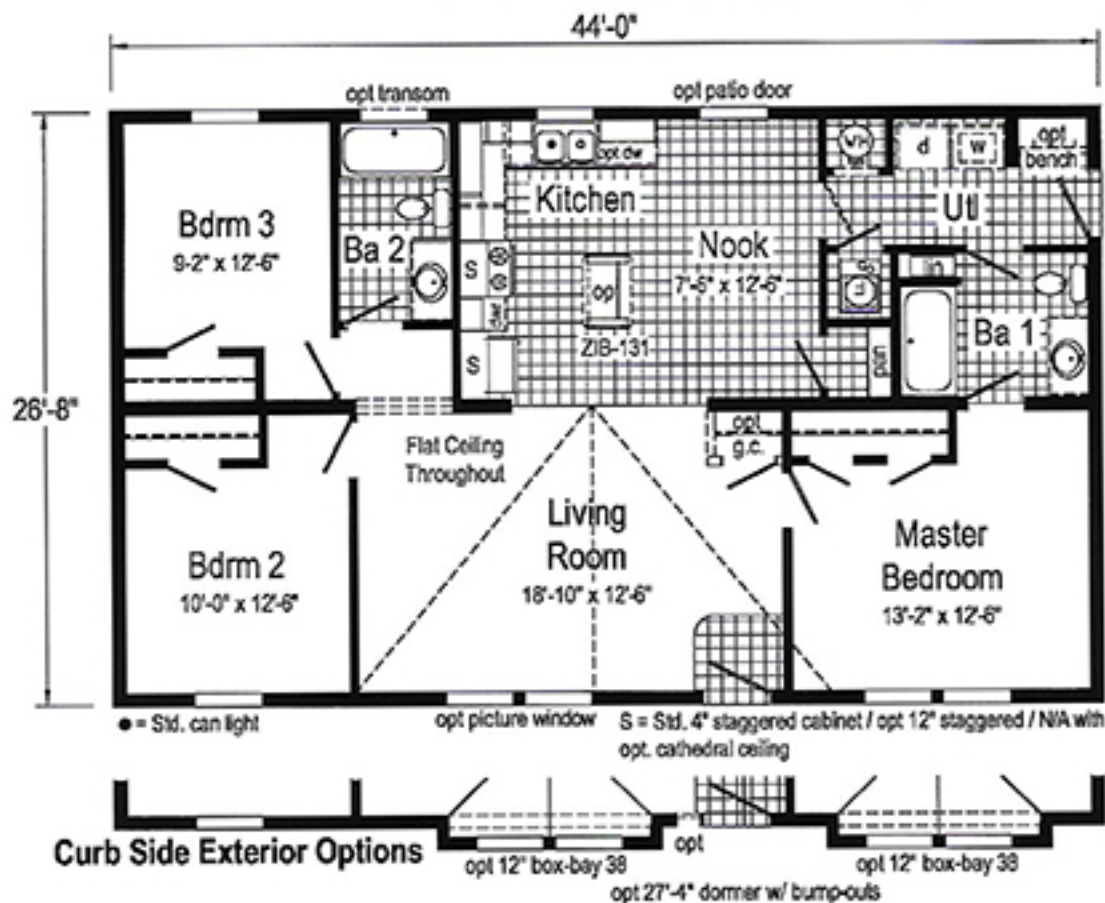 44'-0"
opt transom
opt patio door
WH
d
w
opt
bench
opt dw
Kitchen
Bdrm 3
9-2" x 12'-6"
Ba 2
Nook
7'-6" x 12'-6"
Utl
S
lin
op
ZIB-131
Ba 1
S
pan
26'-8"
Flat Ceiling
Throughout
opt
g.c.
Living
Room
18'-10" x 12'-6"
Bdrm 2
10'-0" x 12'-6"
Master
Bedroom
13'-2" x 12'-6"
● = Std. can light
opt picture window
S = Std. 4" staggered cabinet / opt 12" staggered / N/A with
opt. cathedral ceiling
Curb Side Exterior Options
opt 12" box-bay 38
opt
opt 12" box-bay 38
opt 27'-4" dormer w/ bump-outs